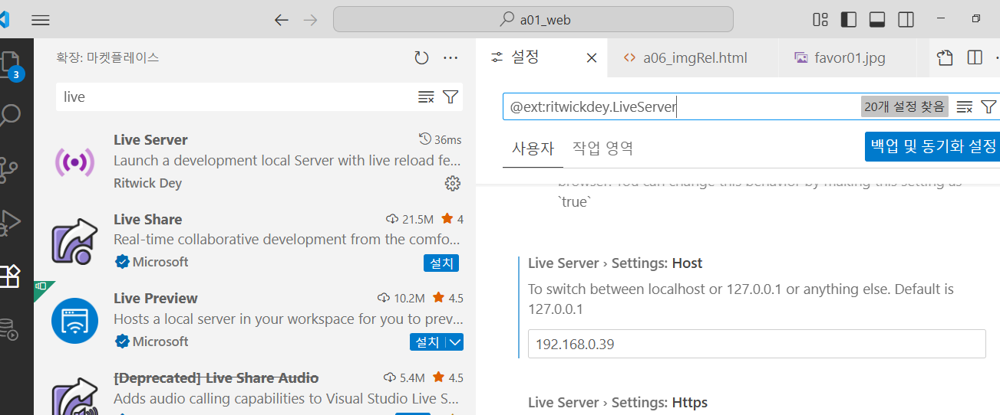 a01_web
확장: 마켓플레이스
3
live
Live Server
36ms
Launch a development local Server with live reload fe...
Ritwick Dey
Live Share
21.5M
4
Real-time collaborative development from the comfo...
Microsoft
설치
Live Preview
10.2M
4.5
Hosts a local server in your workspace for you to prev...
Microsoft
설치
[Deprecated] Live Share Audio
5.4M
4.5
Adds audio calling capabilities to Visual Studio Live S...
설정
a06_imgRel.html
favor01.jpg
@ext:ritwickdey.LiveServer
20개 설정 찾음
사용자
작업 영역
백업 및 동기화 설정
browser. You can change this behavior by making this setting as
`true`
Live Server › Settings: Host
To switch between localhost or 127.0.0.1 or anything else. Default is
127.0.0.1
192.168.0.39
Live Server › Settings: Https